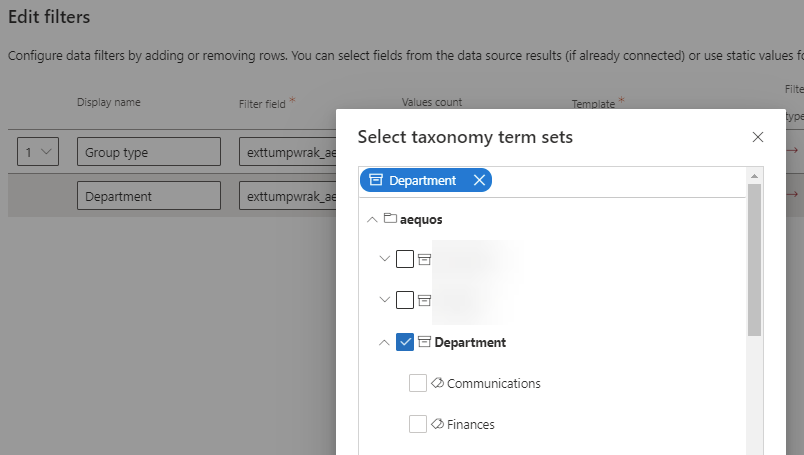 Edit filters
Configure data filters by adding or removing rows. You can select fields from the data source results (if already connected) or use static values fo
Display name
Filter field *
Values count
Template *
Filte
type
1
Group type
exttumpwrak_ae
Department
exttumpwrak_ae
Select taxonomy term sets
Department
aequos
Department
Communications
Finances